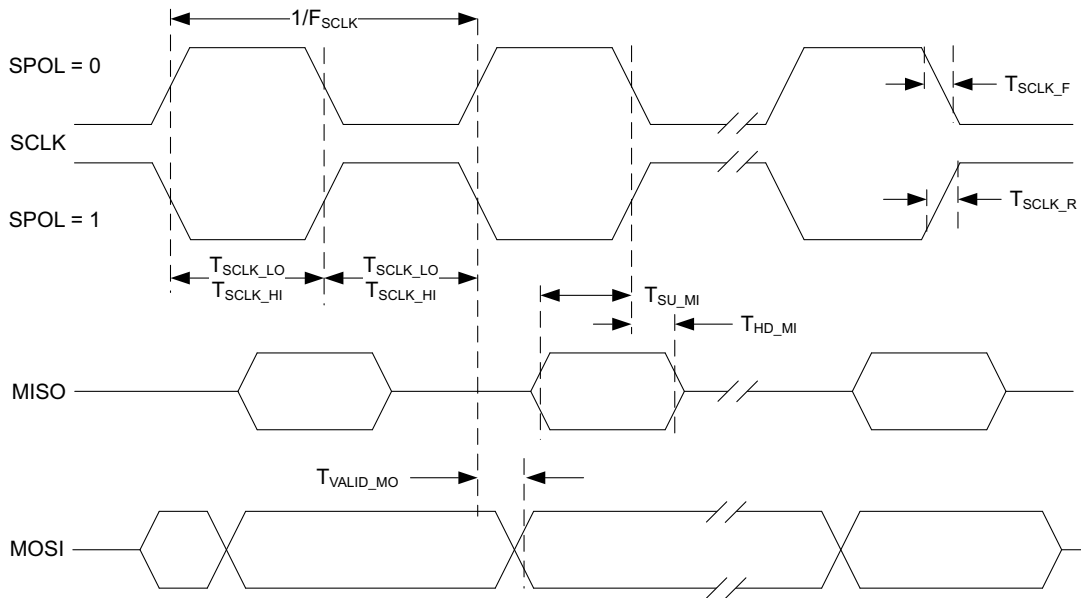 1/FSCLK
SPOL = 0
TSCLK_F
SCLK
SPOL = 1
TSCLK_R
TSCLK_LO
TSCLK_HI
TSCLK_LO
TSCLK_HI
TSU_MI
THD_MI
MISO
TVALID_MO
MOSI